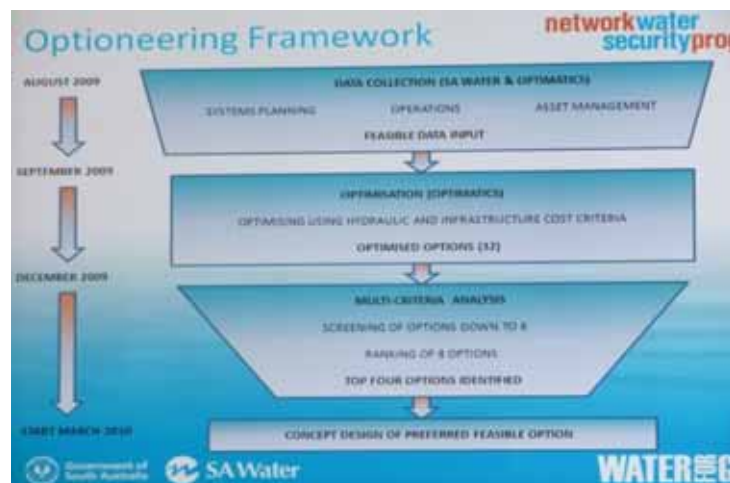 Optioneering Framework
networkwater
securityprog
AUGUST 2009
DATA COLLECTION (SA WATER & OPTIMATICS)
SYSTEMS PLANNING OPERATIONS ASSET MANAGEMENT
FEASIBLE DATA INPUT
SEPTEMBER 2009
OPTIMISATION (OPTIMATICS)
OPTIMISING USING HYDRAULIC AND INFRASTRUCTURE COST CRITERIA
OPTIMISED OPTIONS (32)
DECEMBER 2009
MULTI-CRITERIA ANALYSIS
SCREENING OF OPTIONS DOWN TO 8
RANKING OF 8 OPTIONS
TOP FOUR OPTIONS IDENTIFIED
START MARCH 2010
CONCEPT DESIGN OF PREFERRED FEASIBLE OPTION
Government of
South Australia
SA Water
WATER FOR G